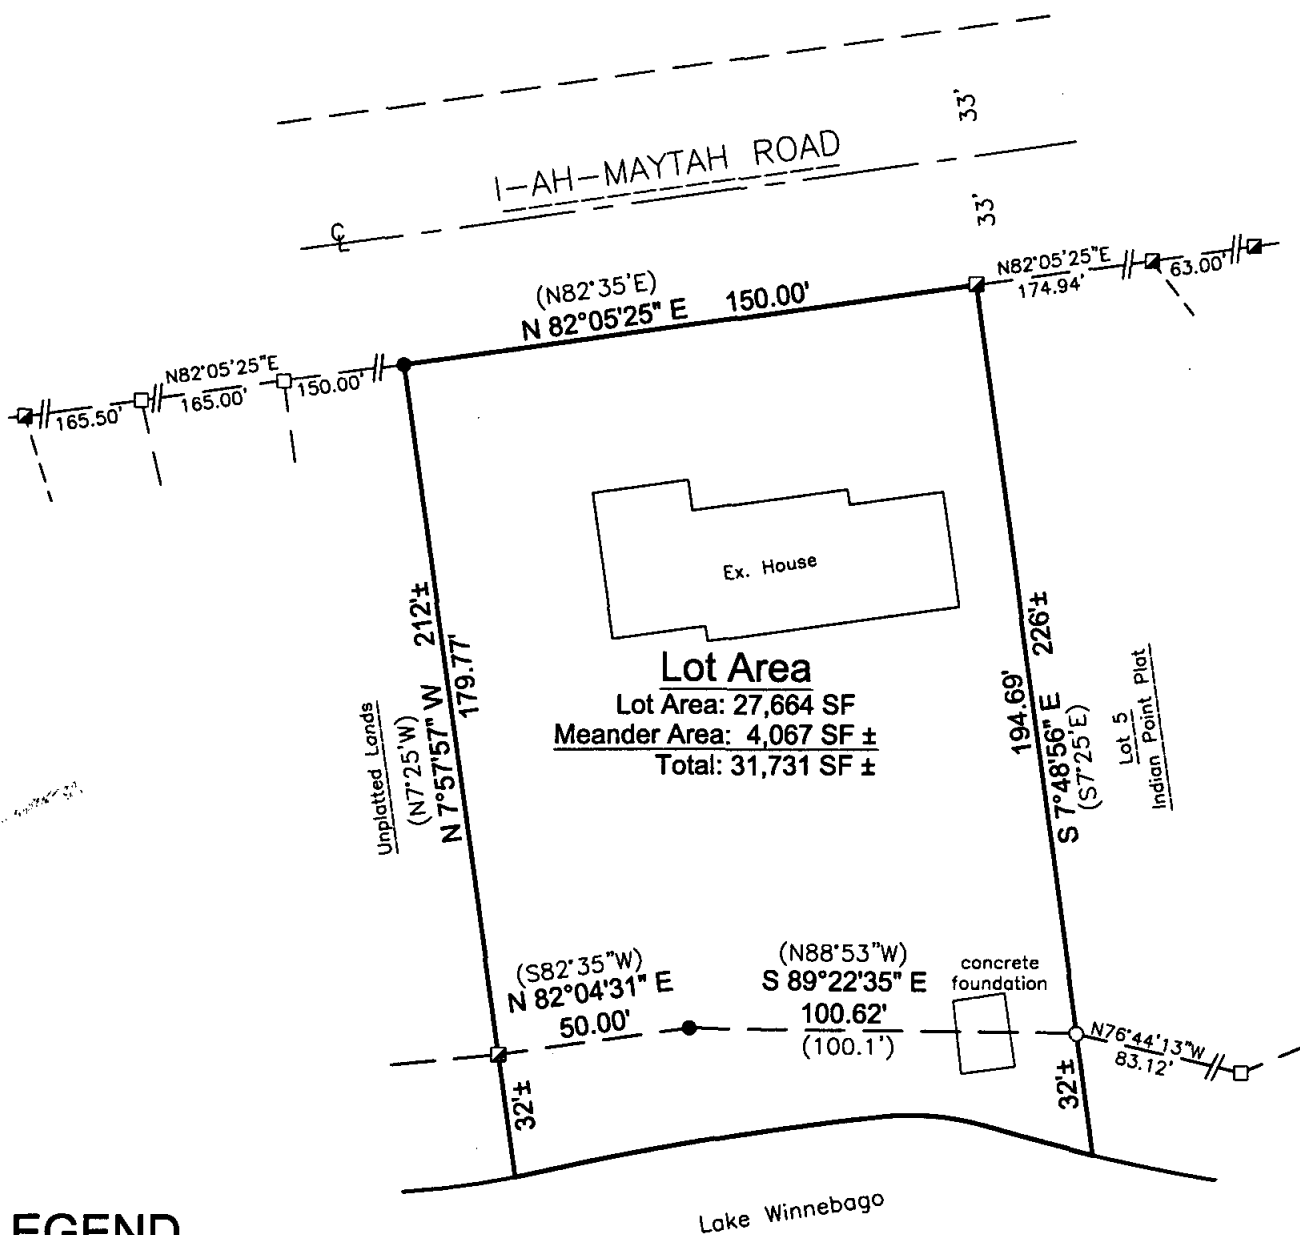 33'
I-AH-MAYTAH ROAD
33'
℄
(N82°35'E)
N 82°05'25" E 150.00'
N82°05'25"E
174.94'
63.00'
N82°05'25"E
165.50'
165.00'
150.00'
Ex. House
Lot Area
Lot Area: 27,664 SF
Meander Area: 4,067 SF ±
Total: 31,731 SF ±
Unplatted Lands
(N7°25'W)
N 7°57'57" W 212'±
179.77'
194.69'
S 7°48'56" E 226'±
(S7°25'E)
Lot 5
Indian Point Plat
(S82°35"W)
N 82°04'31" E
50.00'
(N88°53"W)
S 89°22'35" E
100.62'
(100.1')
concrete
foundation
N76°44'13"W
83.12'
32'±
32'±
Lake Winnebago
EGEND